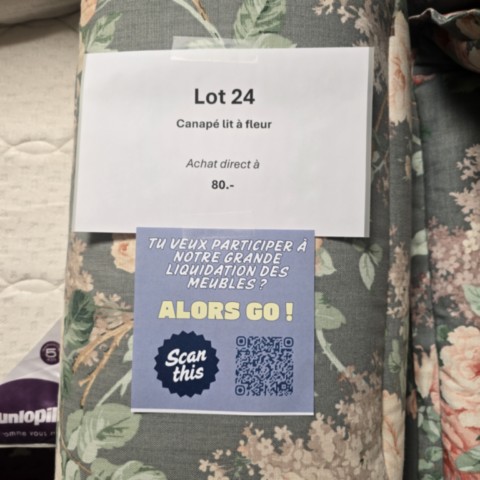 Lot 24
Canapé lit à fleur
Achat direct à
80.-
TU VEUX PARTICIPER À
NOTRE GRANDE
LIQUIDATION DES
MEUBLES ?
ALORS GO !
Scan
this
5